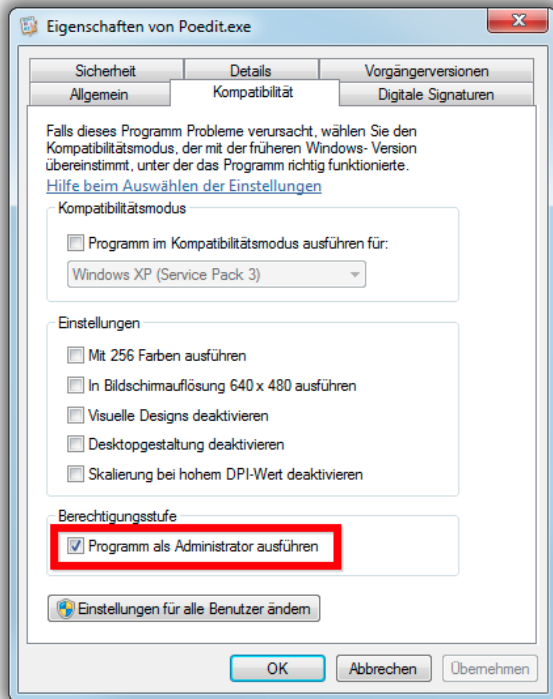 Eigenschaften von Poedit.exe
Sicherheit Details Vorgängerversionen
Allgemein Kompatibilität Digitale Signaturen
Falls dieses Programm Probleme verursacht, wählen Sie den
Kompatibilitätsmodus, der mit der früheren Windows- Version
übereinstimmt, unter der das Programm richtig funktionierte.
Hilfe beim Auswählen der Einstellungen
Kompatibilitätsmodus
Programm im Kompatibilitätsmodus ausführen für:
Windows XP (Service Pack 3)
Einstellungen
Mit 256 Farben ausführen
In Bildschirmauflösung 640 x 480 ausführen
Visuelle Designs deaktivieren
Desktopgestaltung deaktivieren
Skalierung bei hohem DPI-Wert deaktivieren
Berechtigungsstufe
Programm als Administrator ausführen
Einstellungen für alle Benutzer ändern
OK Abbrechen Übernehmen